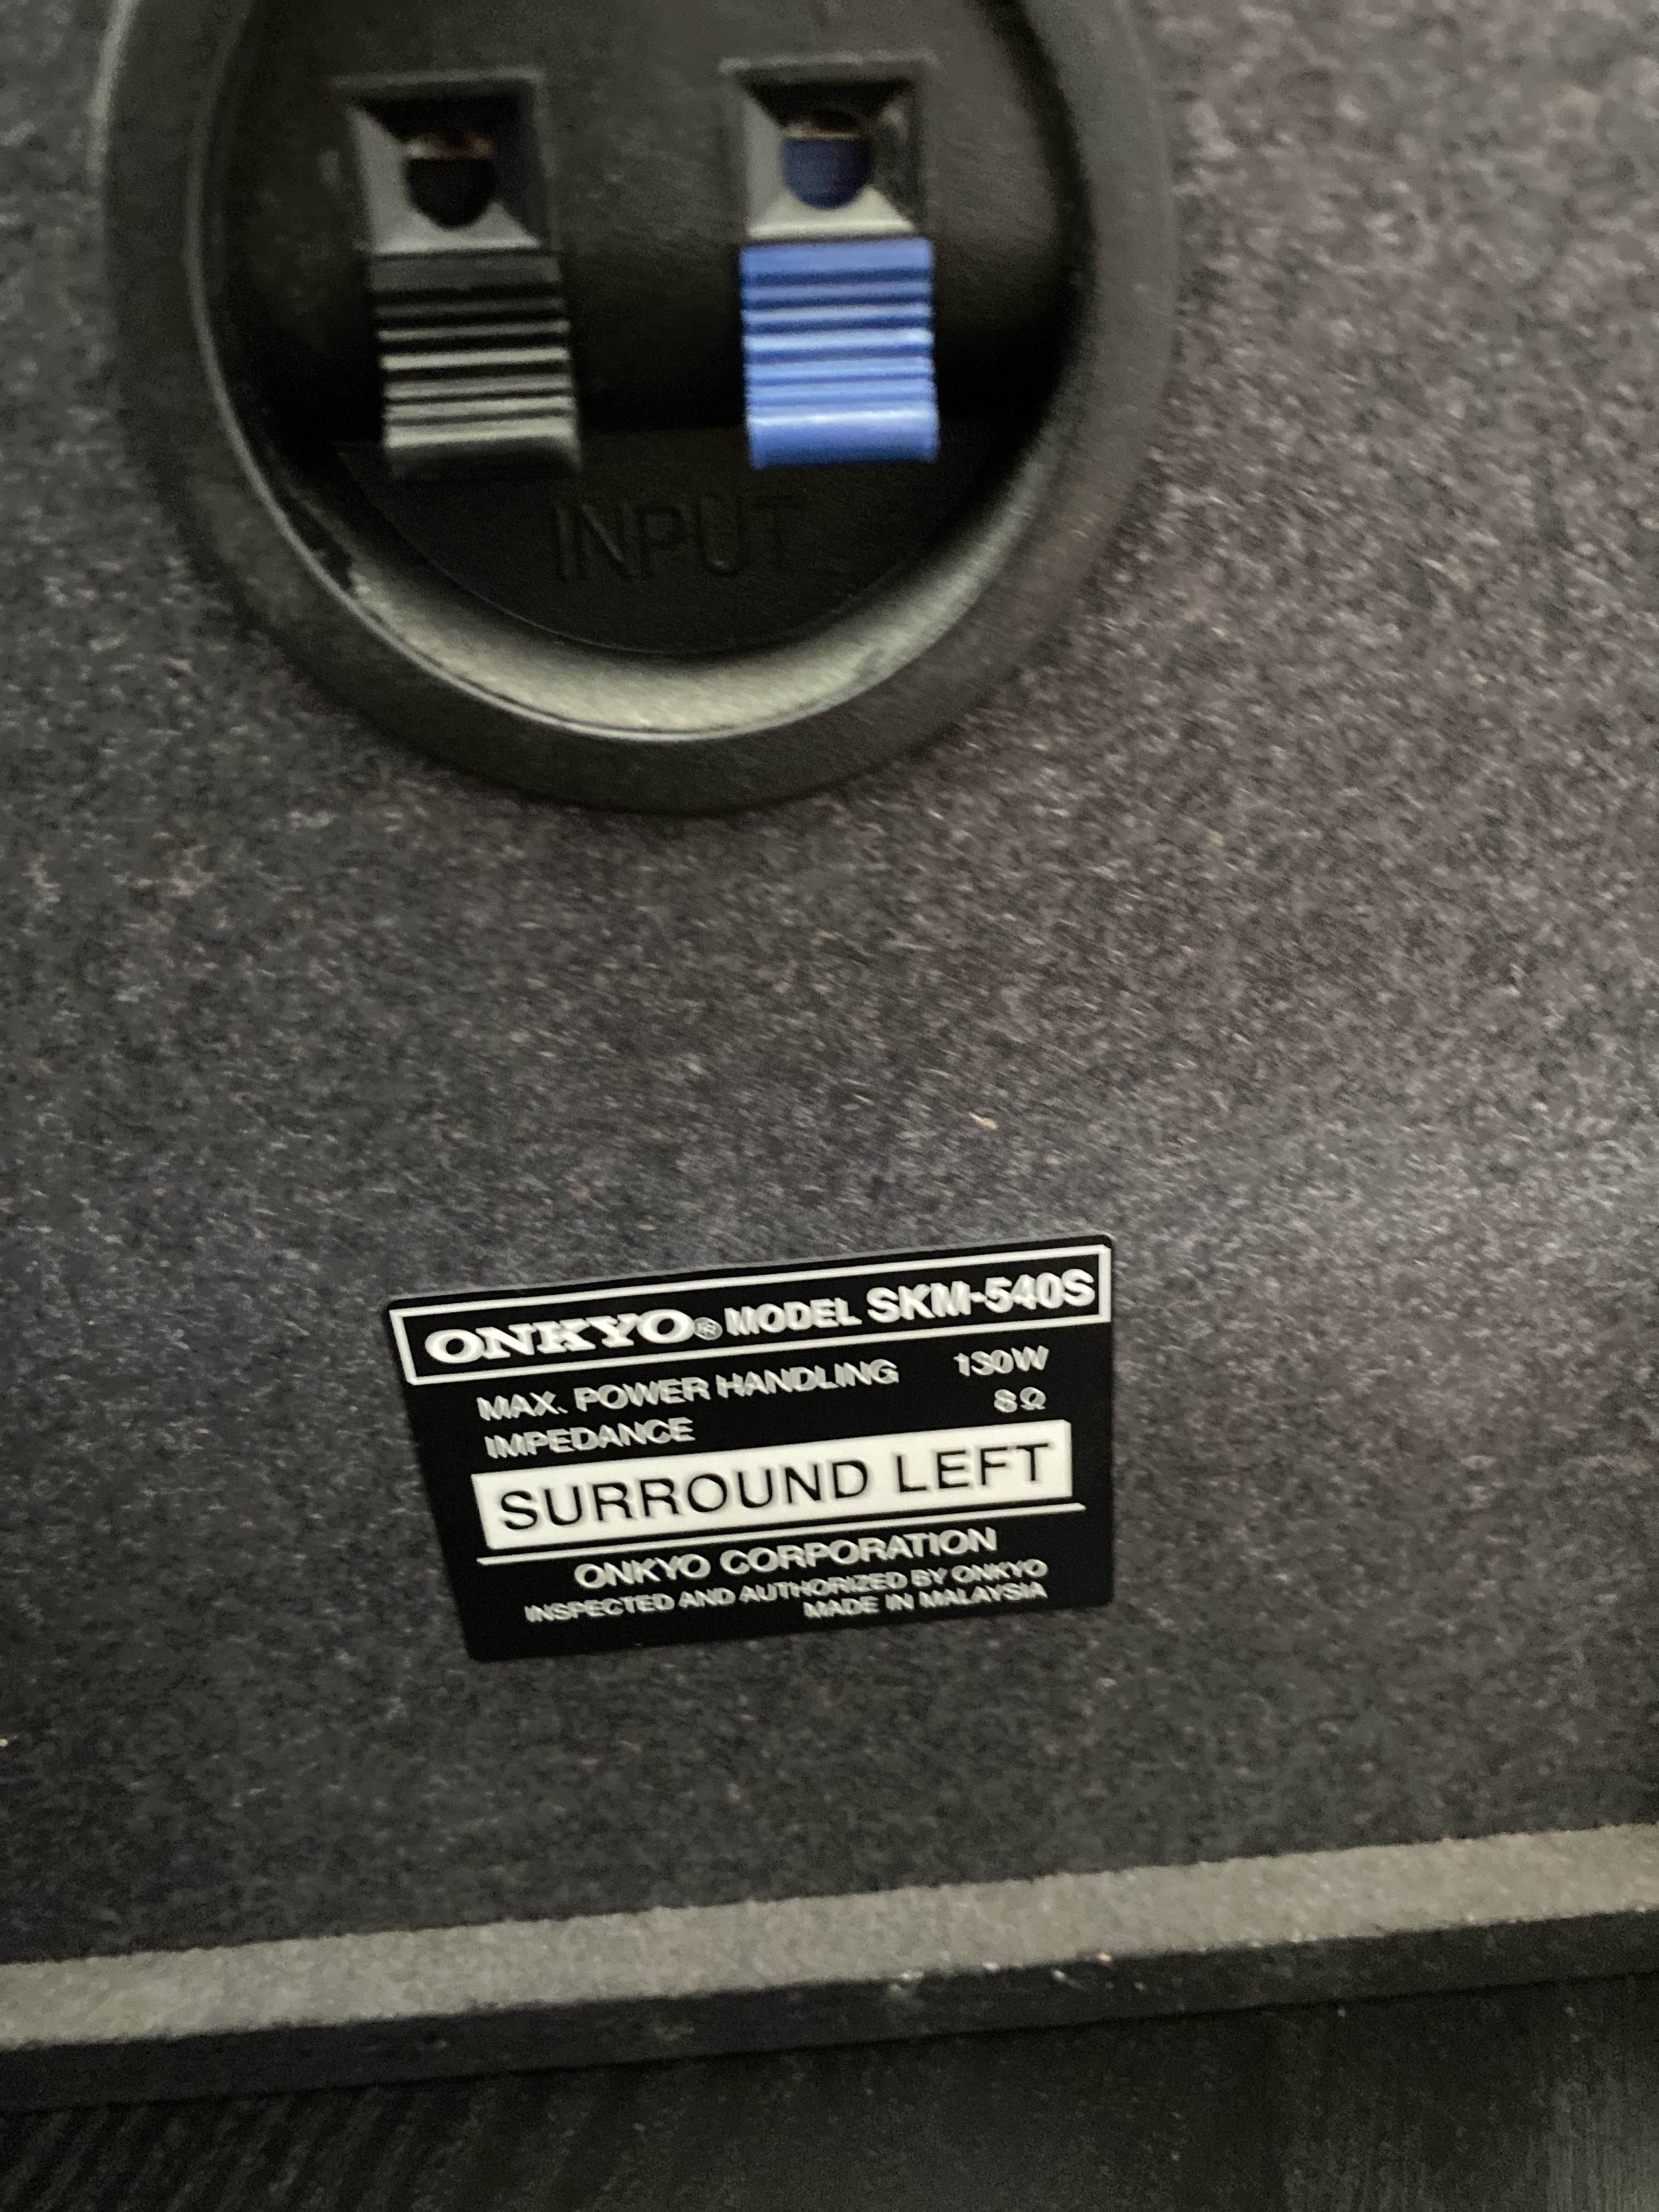 INPUT
ONKYO® MODEL SKM-540S
MAX. POWER HANDLING 130W
IMPEDANCE 8Ω
SURROUND LEFT
ONKYO CORPORATION
INSPECTED AND AUTHORIZED BY ONKYO
MADE IN MALAYSIA